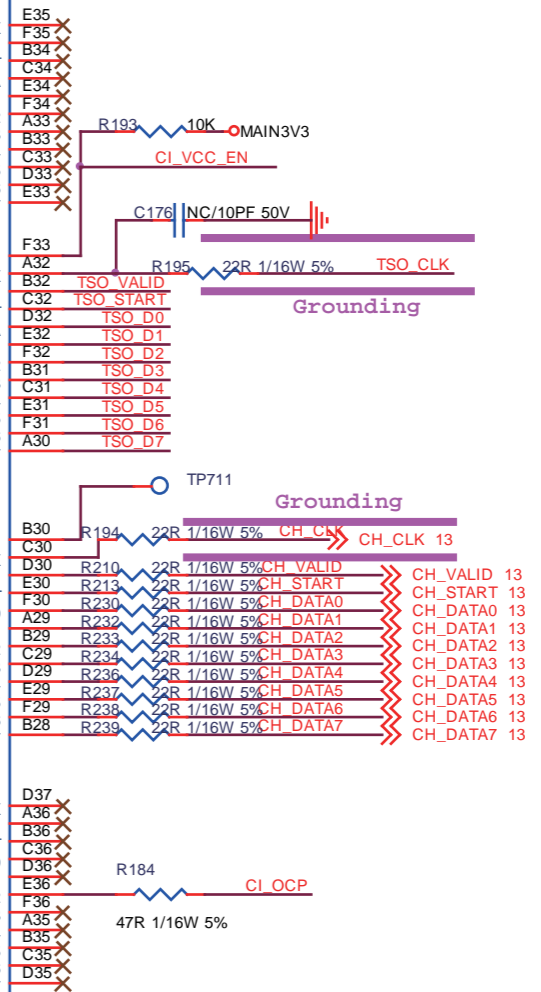 E35
F35
B34
C34
E34
F34
A33
R193 10K MAIN3V3
B33
CI_VCC_EN
C33
D33
E33
C176 NC/10PF 50V
F33
A32
R195 22R 1/16W 5% TSO_CLK
B32 TSO_VALID
C32 TSO_START
Grounding
D32 TSO_D0
E32 TSO_D1
F32 TSO_D2
B31 TSO_D3
C31 TSO_D4
E31 TSO_D5
F31 TSO_D6
A30 TSO_D7
TP711
Grounding
B30 R194 22R 1/16W 5% CH_CLK CH_CLK 13
C30
D30 R210 22R 1/16W 5% CH_VALID CH_VALID 13
E30 R213 22R 1/16W 5% CH_START CH_START 13
F30 R230 22R 1/16W 5% CH_DATA0 CH_DATA0 13
A29 R232 22R 1/16W 5% CH_DATA1 CH_DATA1 13
B29 R233 22R 1/16W 5% CH_DATA2 CH_DATA2 13
C29 R234 22R 1/16W 5% CH_DATA3 CH_DATA3 13
D29 R236 22R 1/16W 5% CH_DATA4 CH_DATA4 13
E29 R237 22R 1/16W 5% CH_DATA5 CH_DATA5 13
F29 R238 22R 1/16W 5% CH_DATA6 CH_DATA6 13
B28 R239 22R 1/16W 5% CH_DATA7 CH_DATA7 13
D37
A36
B36
C36
D36
R184
E36 CI_OCP
F36
A35
47R 1/16W 5%
B35
C35
D35